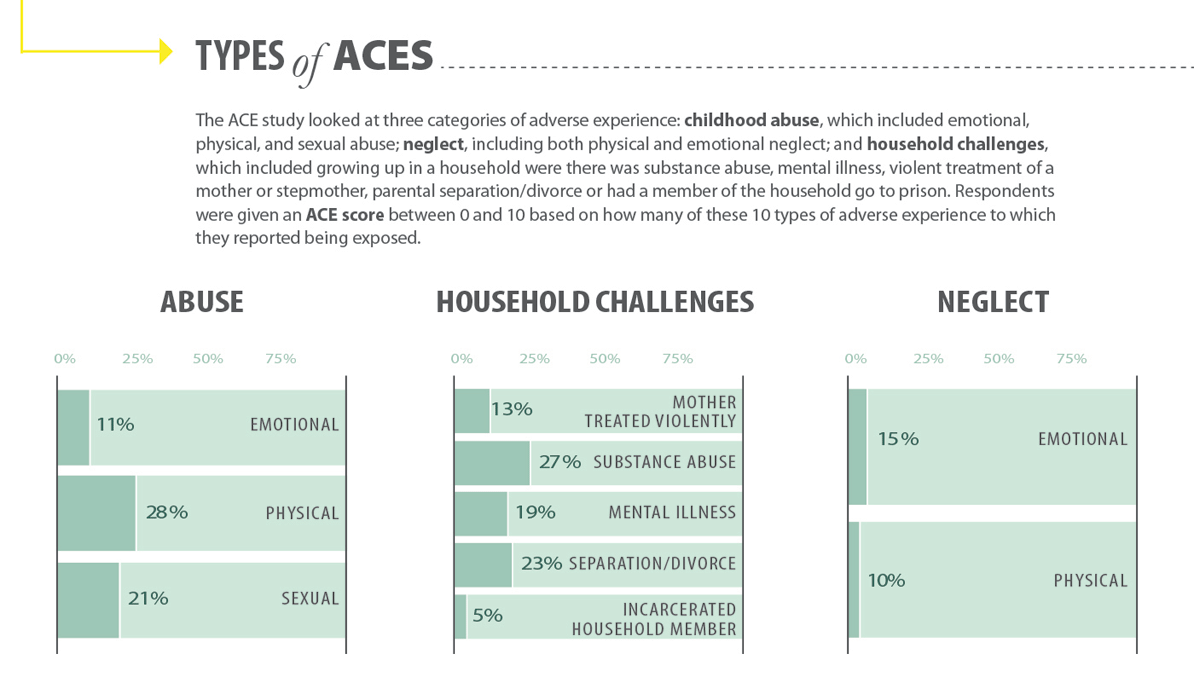 TYPES of ACES
The ACE study looked at three categories of adverse experience: childhood abuse, which included emotional,
physical, and sexual abuse; neglect, including both physical and emotional neglect; and household challenges,
which included growing up in a household were there was substance abuse, mental illness, violent treatment of a
mother or stepmother, parental separation/divorce or had a member of the household go to prison. Respondents
were given an ACE score between 0 and 10 based on how many of these 10 types of adverse experience to which
they reported being exposed.
ABUSE
0% 25% 50% 75%
11% EMOTIONAL
28% PHYSICAL
21% SEXUAL
HOUSEHOLD CHALLENGES
0% 25% 50% 75%
13% MOTHER
TREATED VIOLENTLY
27% SUBSTANCE ABUSE
19% MENTAL ILLNESS
23% SEPARATION/DIVORCE
5% INCARCERATED
HOUSEHOLD MEMBER
NEGLECT
0% 25% 50% 75%
15% EMOTIONAL
10% PHYSICAL